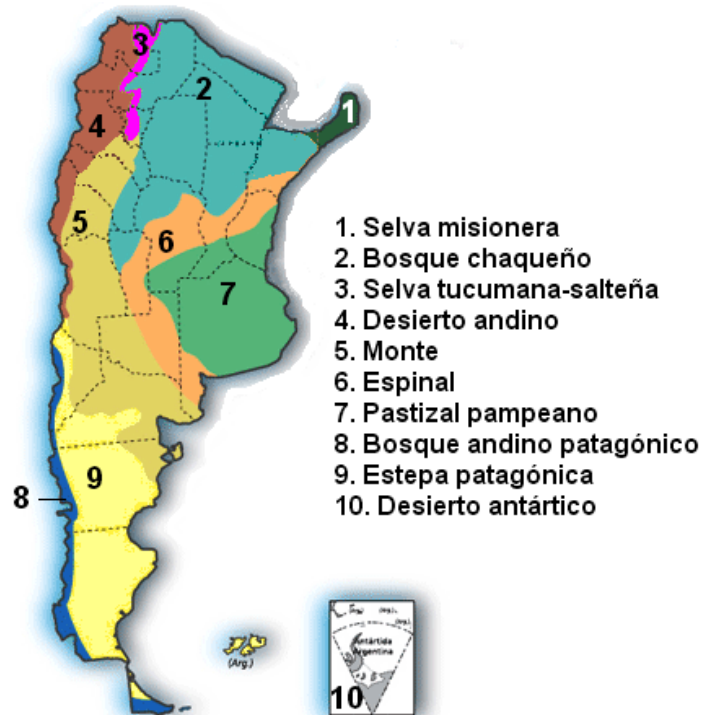 3
2
1
4
5
6
7
1. Selva misionera
2. Bosque chaqueño
3. Selva tucumana-salteña
4. Desierto andino
5. Monte
6. Espinal
7. Pastizal pampeano
8. Bosque andino patagónico
9. Estepa patagónica
10. Desierto antártico
9
8
(Arg.)
(Arg.)
(Arg.)
Antártida
Argentina
10